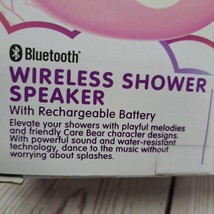 Bluetooth®
WIRELESS SHOWER
SPEAKER
With Rechargeable Battery
Elevate your showers with playful melodies
and friendly Care Bear character designs.
With powerful sound and water-resistant
technology, dance to the music without
worrying about splashes.